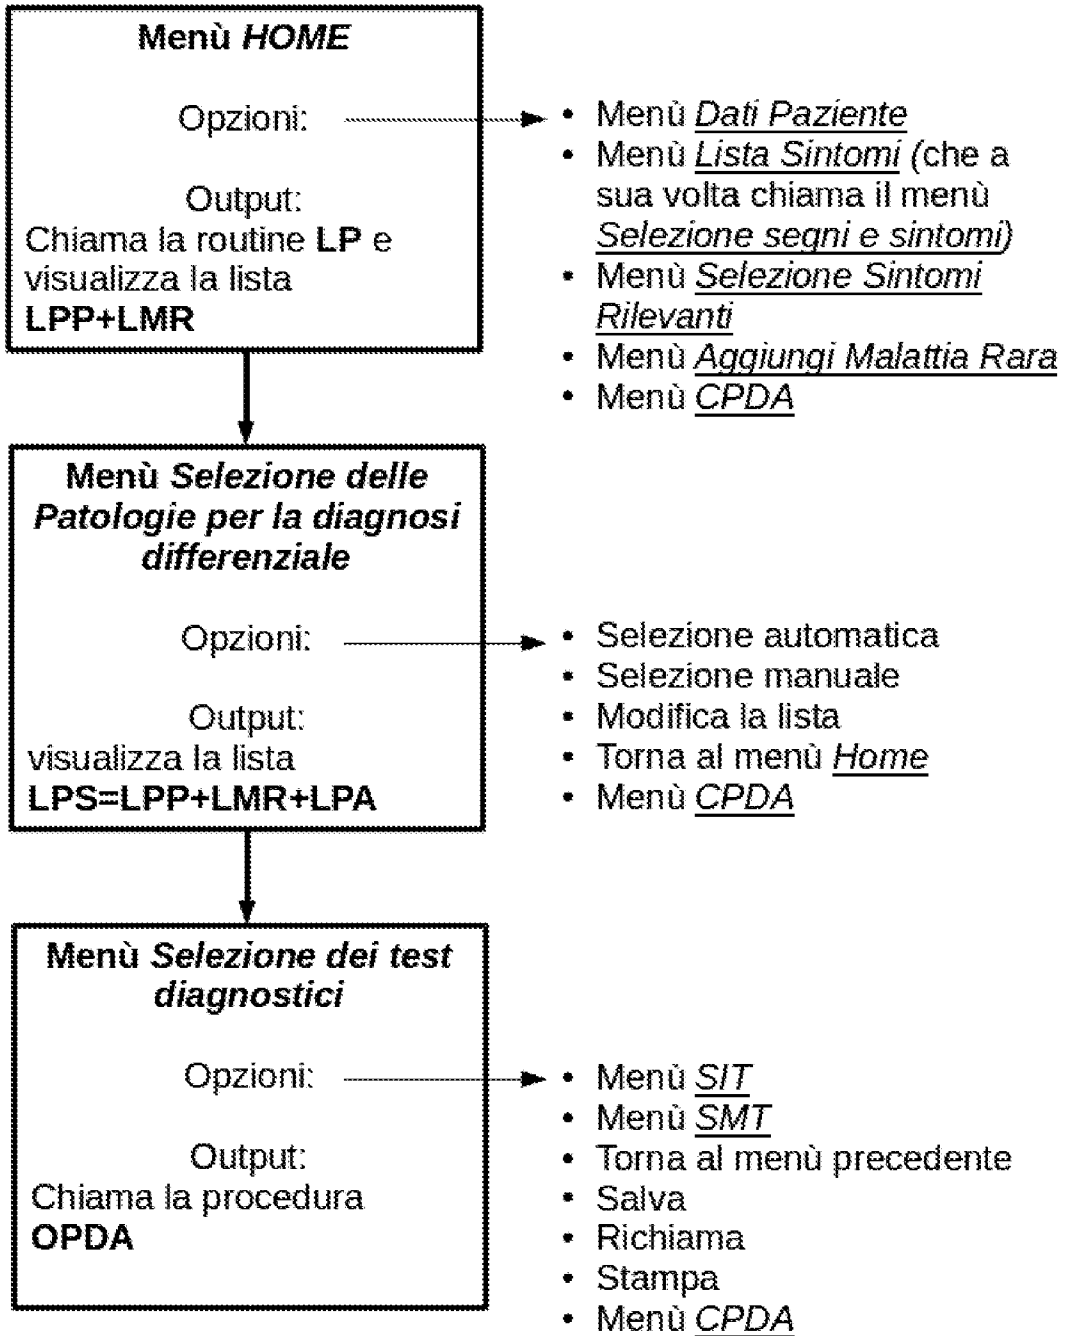 Menù HOME
Opzioni:
Output:
Chiama la routine LP e
visualizza la lista
LPP+LMR
• Menù Dati Paziente
• Menù Lista Sintomi (che a
sua volta chiama il menù
Selezione segni e sintomi)
• Menù Selezione Sintomi
Rilevanti
• Menù Aggiungi Malattia Rara
• Menù CPDA
Menù Selezione delle
Patologie per la diagnosi
differenziale
Opzioni:
Output:
visualizza la lista
LPS=LPP+LMR+LPA
• Selezione automatica
• Selezione manuale
• Modifica la lista
• Torna al menù Home
• Menù CPDA
Menù Selezione dei test
diagnostici
Opzioni:
Output:
Chiama la procedura
OPDA
• Menù SIT
• Menù SMT
• Torna al menù precedente
• Salva
• Richiama
• Stampa
• Menù CPDA